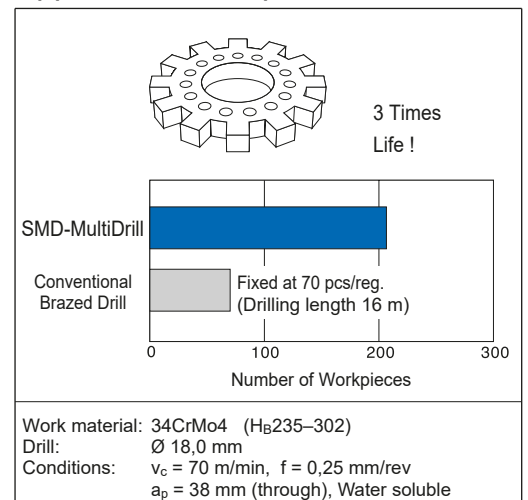 3 Times
Life !
SMD-MultiDrill
Conventional
Brazed Drill
Fixed at 70 pcs/reg.
(Drilling length 16 m)
0 100 200 300
Number of Workpieces
Work material: 34CrMo4 (HB235–302)
Drill: Ø 18,0 mm
Conditions: vc = 70 m/min, f = 0,25 mm/rev
ap = 38 mm (through), Water soluble